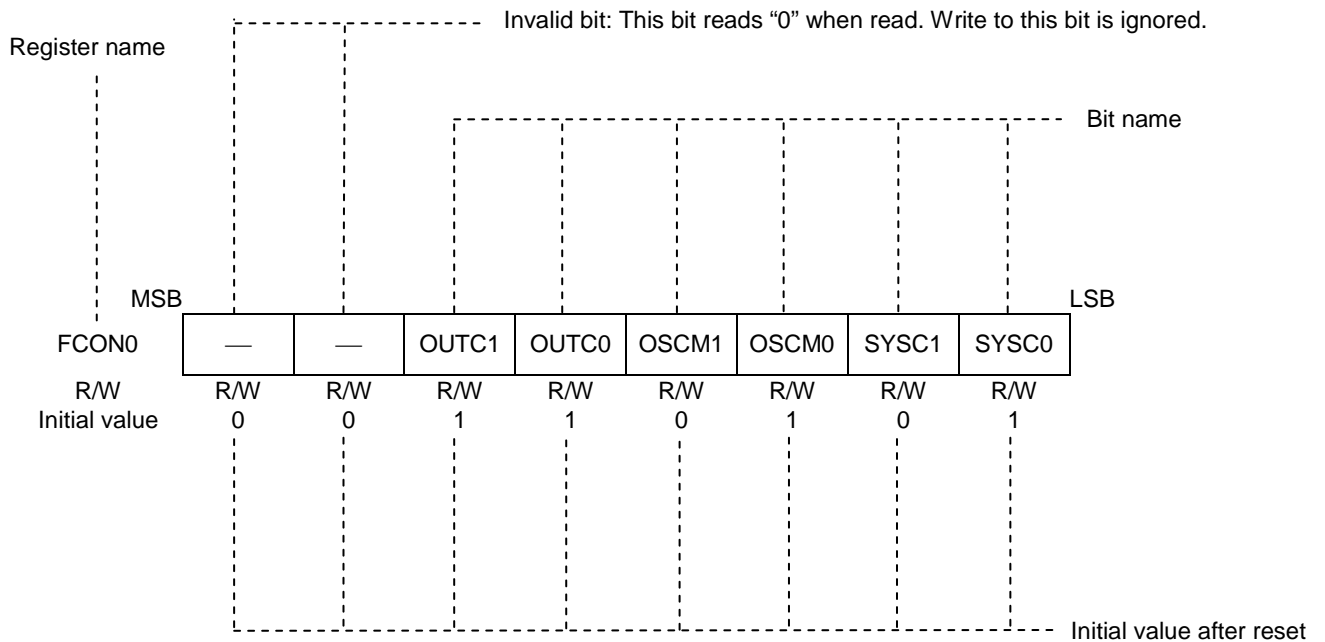 Invalid bit: This bit reads “0” when read. Write to this bit is ignored.
Register name
Bit name
MSB LSB
FCON0 — — OUTC1 OUTC0 OSCM1 OSCM0 SYSC1 SYSC0
R/W R/W R/W R/W R/W R/W R/W R/W R/W
Initial value 0 0 1 1 0 1 0 1
Initial value after reset